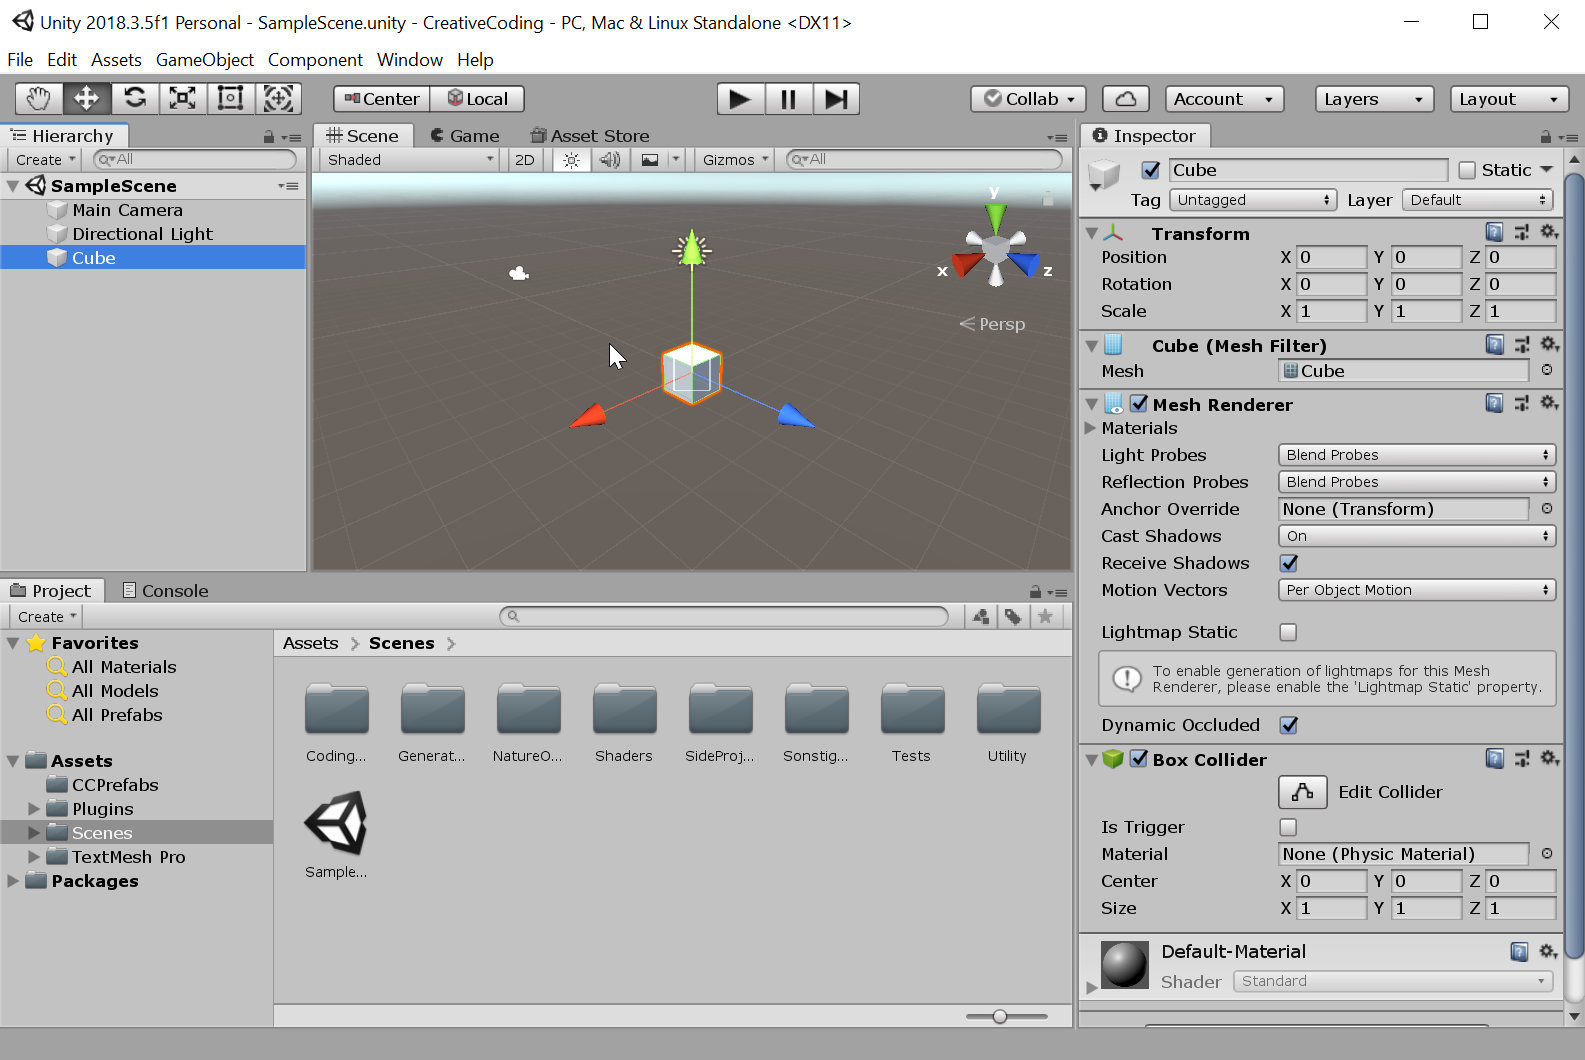 Unity 2018.3.5f1 Personal - SampleScene.unity - CreativeCoding - PC, Mac & Linux Standalone <DX11>
File Edit Assets GameObject Component Window Help
Center Local Collab Account Layers Layout
Hierarchy
Create All
SampleScene
Main Camera
Directional Light
Cube
Scene Game Asset Store
Shaded 2D Gizmos All
y
x z
Persp
Inspector
Cube Static
Tag Untagged Layer Default
Transform
Position X 0 Y 0 Z 0
Rotation X 0 Y 0 Z 0
Scale X 1 Y 1 Z 1
Cube (Mesh Filter)
Mesh Cube
Mesh Renderer
Materials
Light Probes Blend Probes
Reflection Probes Blend Probes
Anchor Override None (Transform)
Cast Shadows On
Receive Shadows
Motion Vectors Per Object Motion
Lightmap Static
To enable generation of lightmaps for this Mesh
Renderer, please enable the 'Lightmap Static' property.
Dynamic Occluded
Box Collider
Edit Collider
Is Trigger
Material None (Physic Material)
Center X 0 Y 0 Z 0
Size X 1 Y 1 Z 1
Default-Material
Shader Standard
Project Console
Create
Favorites
All Materials
All Models
All Prefabs
Assets
CCPrefabs
Plugins
Scenes
TextMesh Pro
Packages
Assets Scenes
Coding... Generat... NatureO... Shaders SideProj... Sonstig... Tests Utility
Sample...